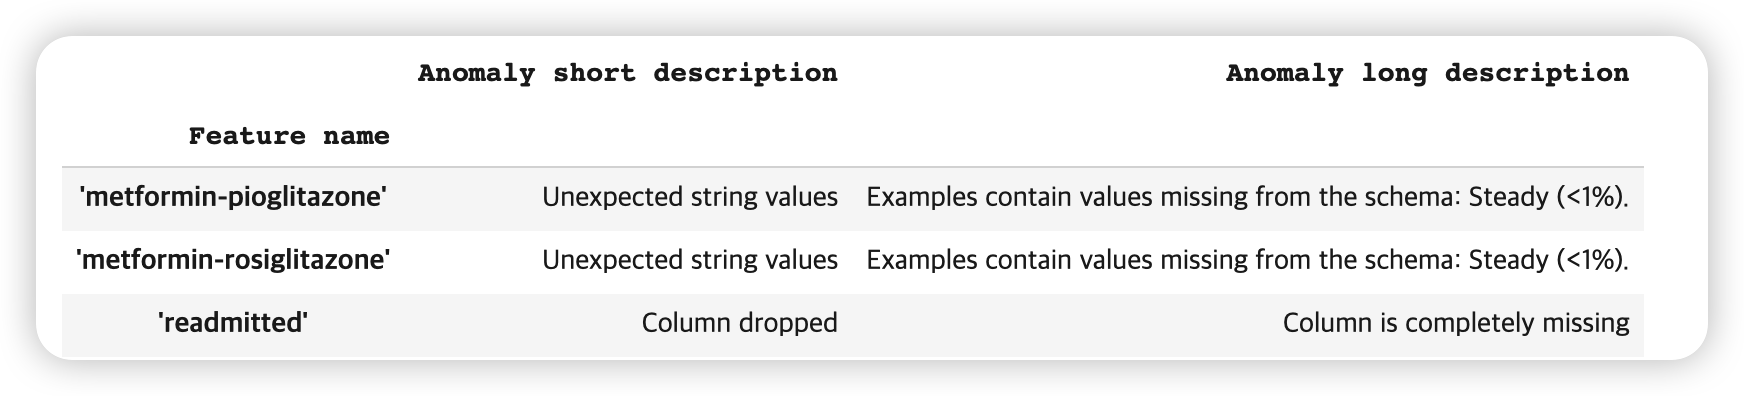 Anomaly short description Anomaly long description
Feature name
'metformin-pioglitazone' Unexpected string values Examples contain values missing from the schema: Steady (<1%).
'metformin-rosiglitazone' Unexpected string values Examples contain values missing from the schema: Steady (<1%).
'readmitted' Column dropped Column is completely missing